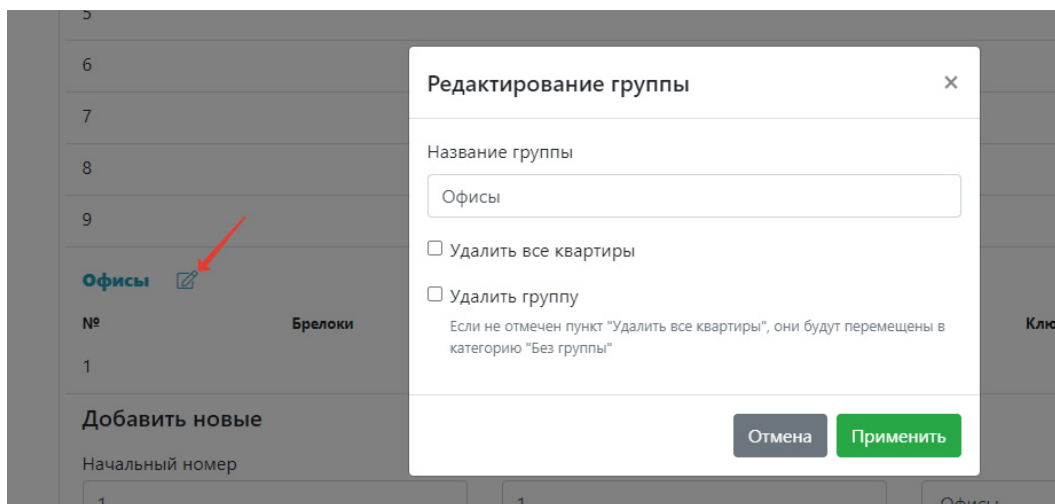 5
6
7
8
9
Офисы
№ Брелоки
1
Добавить новые
Начальный номер
1 1 Офисы
Редактирование группы ×
Название группы
Офисы
Удалить все квартиры
Удалить группу
Если не отмечен пункт "Удалить все квартиры", они будут перемещены в
категорию "Без группы"
Отмена Применить